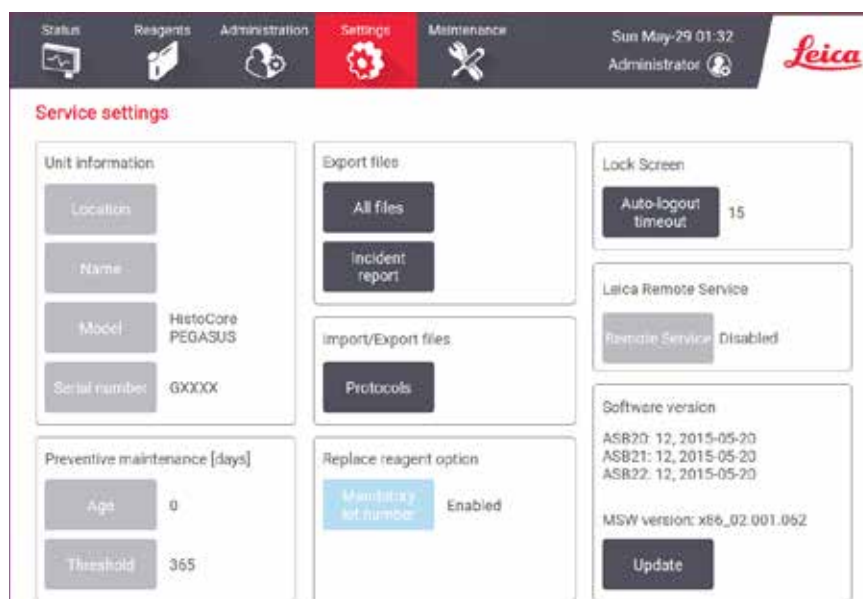 Status
Reagents
Administration
Settings
Maintenance
Sun May-29 01:32
Administrator
Leica
Service settings
Unit information
Location
Name
Model
HistoCore
PEGASUS
Serial number
GXXXX
Preventive maintenance [days]
Age
0
Threshold
365
Export files
All files
Incident
report
Import/Export files
Protocols
Replace reagent option
Mandatory
lot number
Enabled
Lock Screen
Auto-logout
timeout
15
Leica Remote Service
Remote Service
Disabled
Software version
ASB20: 12, 2015-05-20
ASB21: 12, 2015-05-20
ASB22: 12, 2015-05-20
MSW version: x86_02.001.062
Update